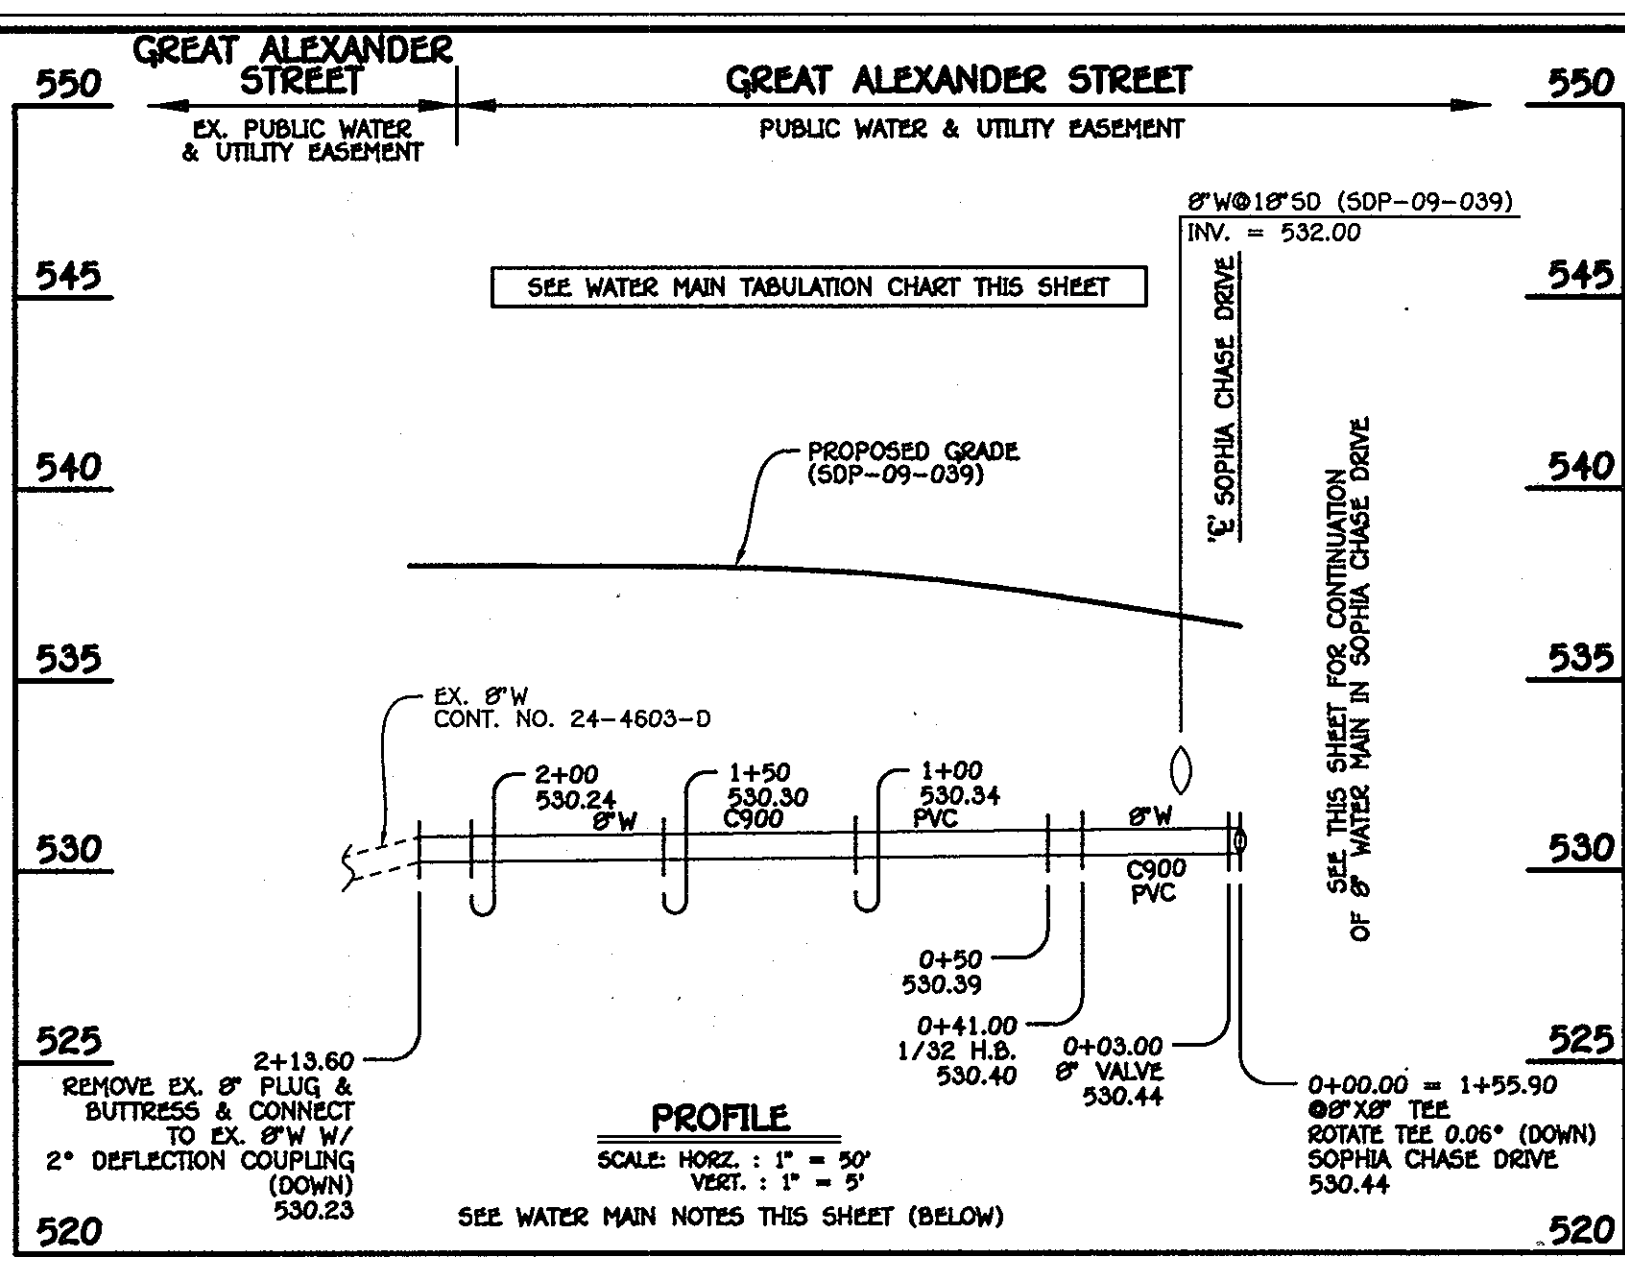 GREAT ALEXANDER
STREET
EX. PUBLIC WATER
& UTILITY EASEMENT
GREAT ALEXANDER STREET
PUBLIC WATER & UTILITY EASEMENT
550
550
545
545
540
540
535
535
530
530
525
525
520
520
8"W@18"SD (SDP-09-039)
INV. = 532.00
SEE WATER MAIN TABULATION CHART THIS SHEET
'℄' SOPHIA CHASE DRIVE
PROPOSED GRADE
(SDP-09-039)
SEE THIS SHEET FOR CONTINUATION
OF 8" WATER MAIN IN SOPHIA CHASE DRIVE
EX. 8"W
CONT. NO. 24-4603-D
2+00
530.24
8"W
1+50
530.30
C900
1+00
530.34
PVC
8"W
C900
PVC
0+50
530.39
0+41.00
1/32 H.B.
530.40
0+03.00
8" VALVE
530.44
2+13.60
REMOVE EX. 8" PLUG &
BUTTRESS & CONNECT
TO EX. 8"W W/
2° DEFLECTION COUPLING
(DOWN)
530.23
0+00.00 = 1+55.90
@8"X8" TEE
ROTATE TEE 0.06° (DOWN)
SOPHIA CHASE DRIVE
530.44
PROFILE
SCALE: HORZ. : 1" = 50'
VERT. : 1" = 5'
SEE WATER MAIN NOTES THIS SHEET (BELOW)